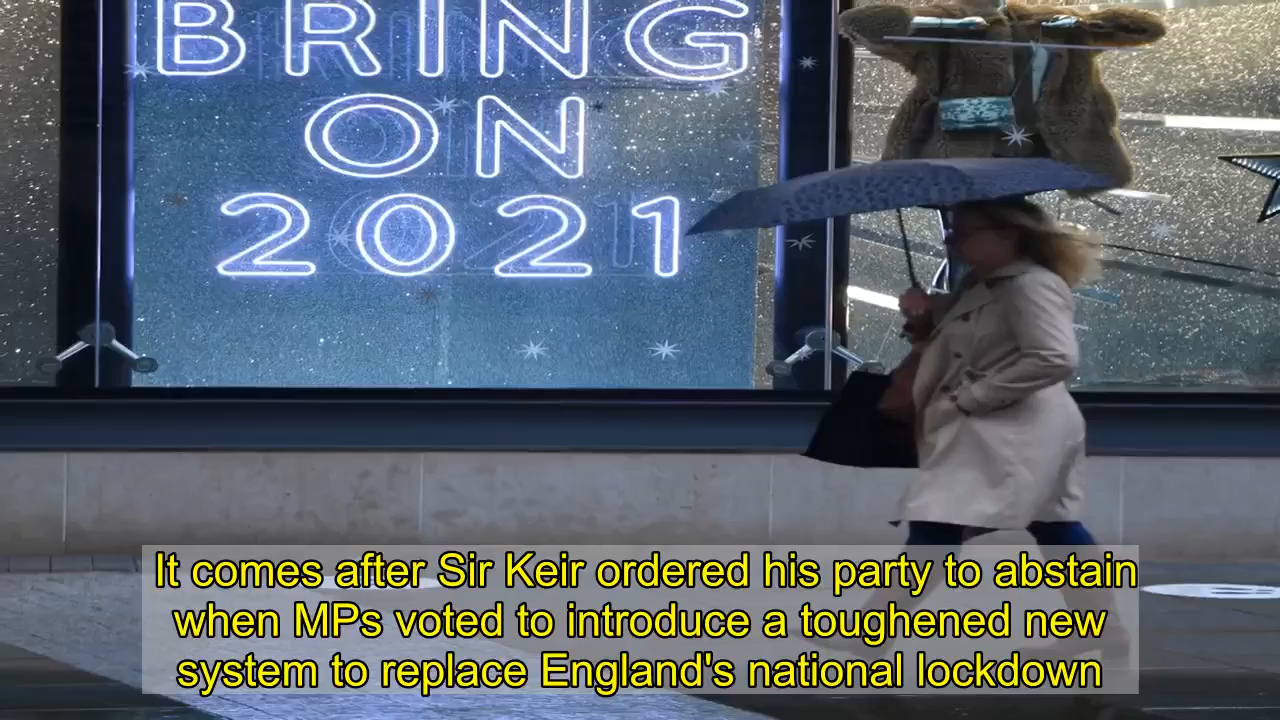 BRING
ON
2021
It comes after Sir Keir ordered his party to abstain
when MPs voted to introduce a toughened new
system to replace England's national lockdown